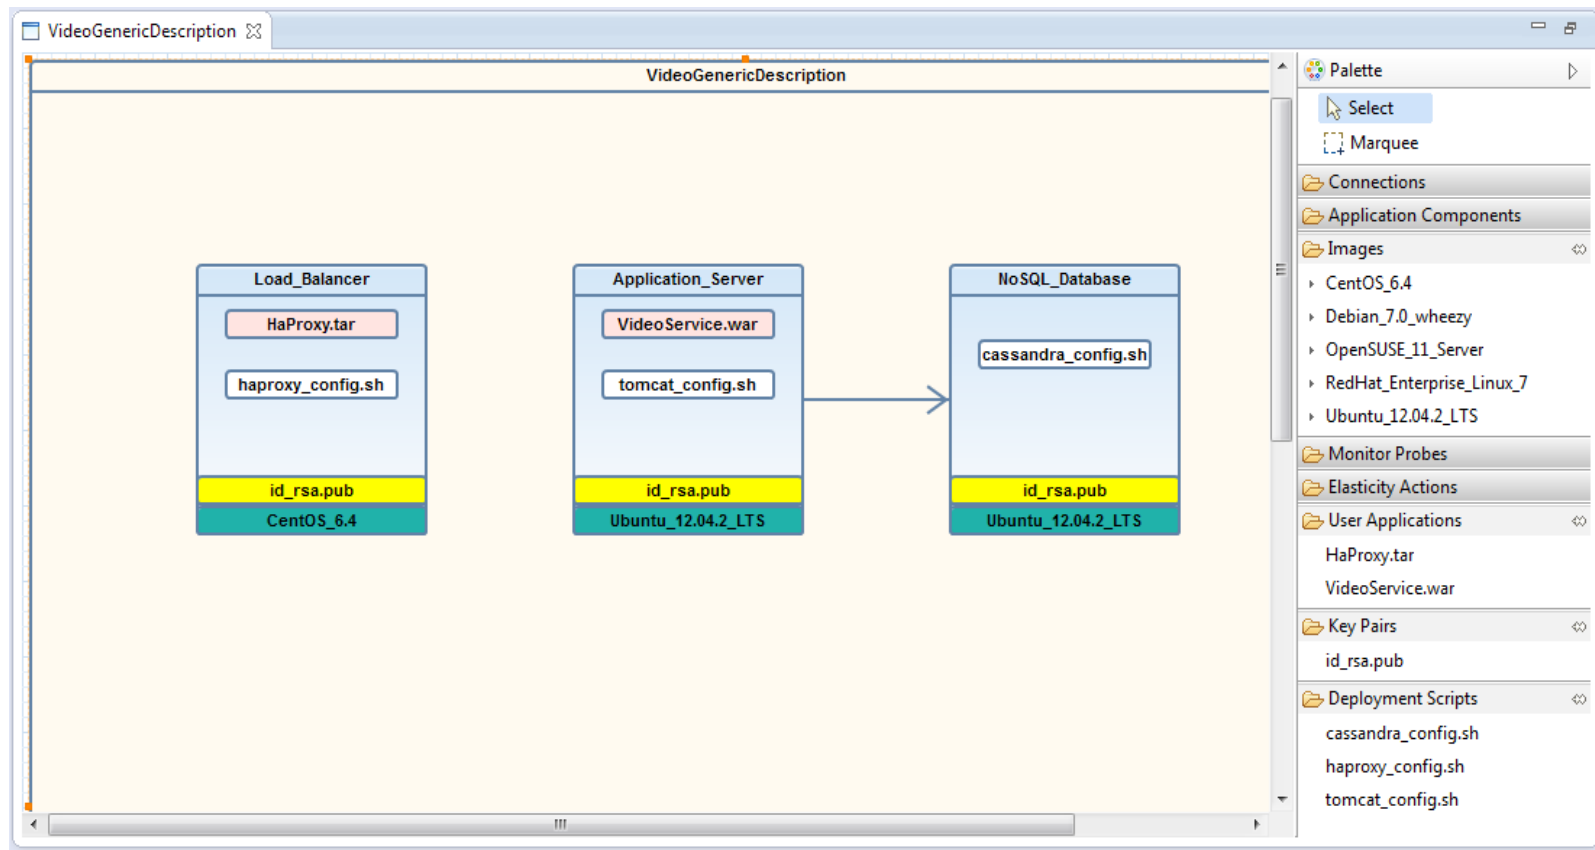 VideoGenericDescription
VideoGenericDescription
Load_Balancer
HaProxy.tar
haproxy_config.sh
id_rsa.pub
CentOS_6.4
Application_Server
VideoService.war
tomcat_config.sh
id_rsa.pub
Ubuntu_12.04.2_LTS
NoSQL_Database
cassandra_config.sh
id_rsa.pub
Ubuntu_12.04.2_LTS
Palette
Select
Marquee
Connections
Application Components
Images
CentOS_6.4
Debian_7.0_wheezy
OpenSUSE_11_Server
RedHat_Enterprise_Linux_7
Ubuntu_12.04.2_LTS
Monitor Probes
Elasticity Actions
User Applications
HaProxy.tar
VideoService.war
Key Pairs
id_rsa.pub
Deployment Scripts
cassandra_config.sh
haproxy_config.sh
tomcat_config.sh